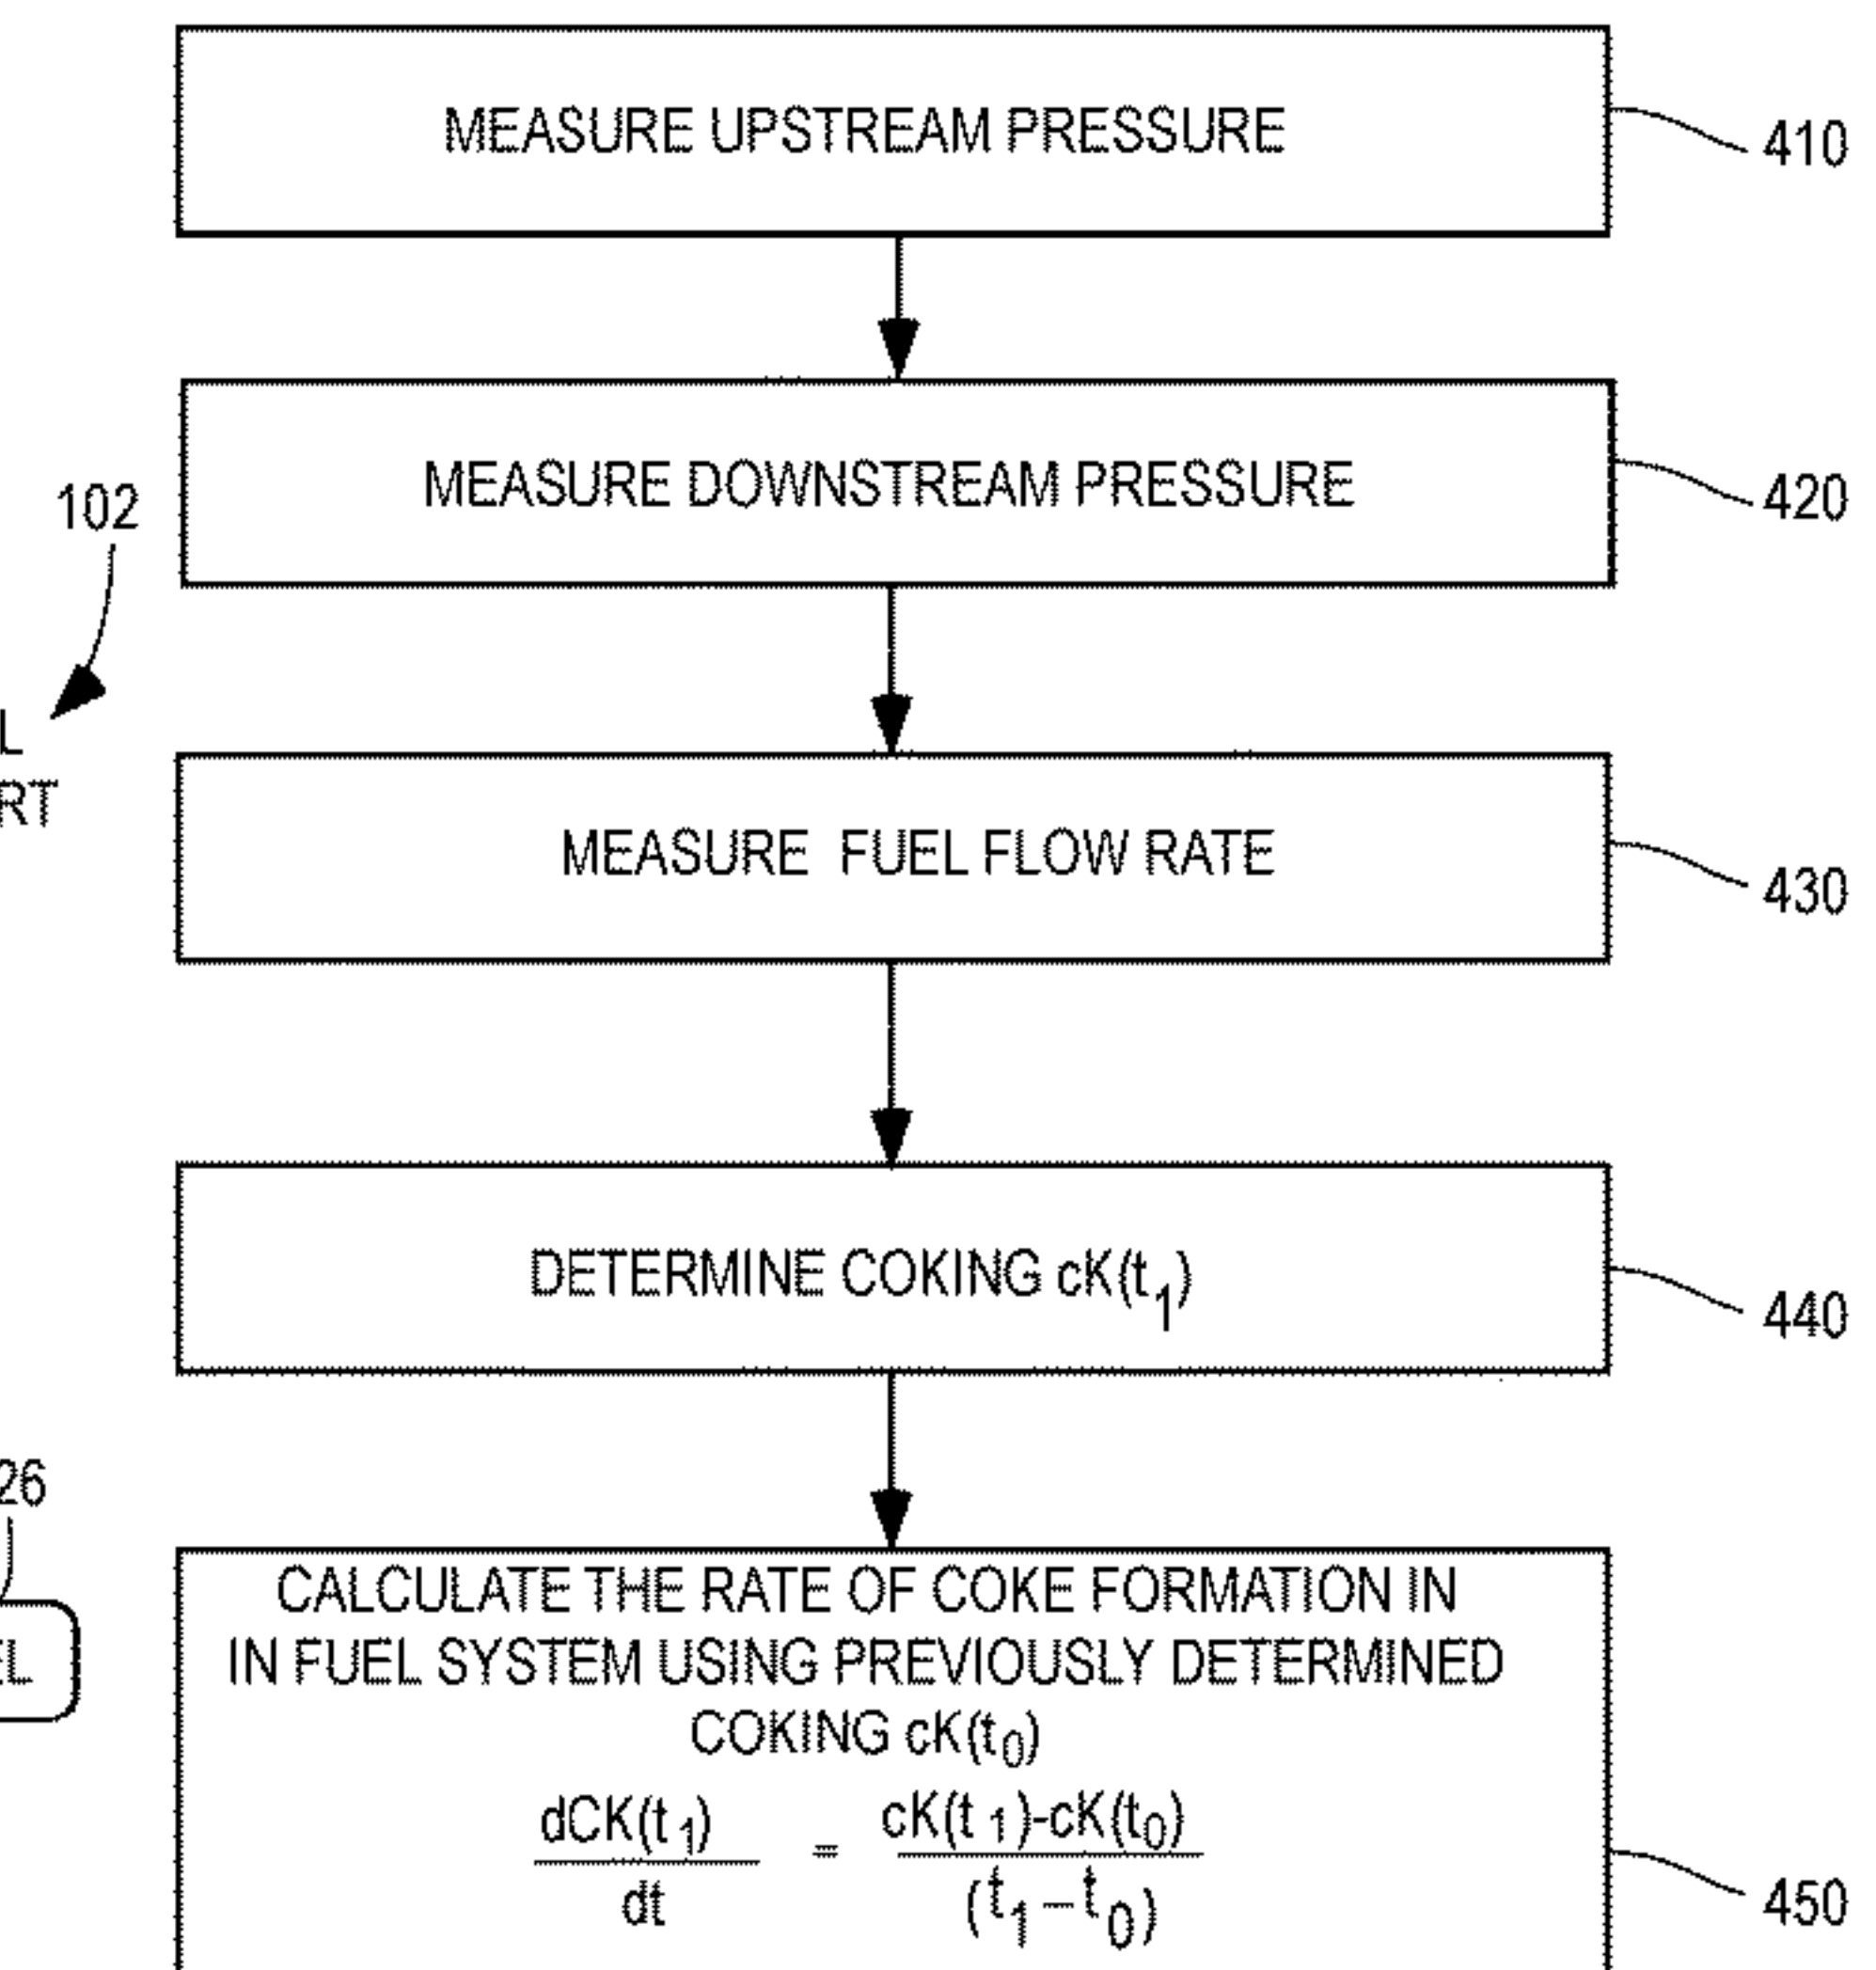 MEASURE UPSTREAM PRESSURE
410
MEASURE DOWNSTREAM PRESSURE
420
102
MEASURE FUEL FLOW RATE
430
DETERMINE COKING cK(t1)
440
26
CALCULATE THE RATE OF COKE FORMATION IN
IN FUEL SYSTEM USING PREVIOUSLY DETERMINED
COKING cK(t0)
dCK(t1)/dt = cK(t1)-cK(t0)/(t1-t0)
450